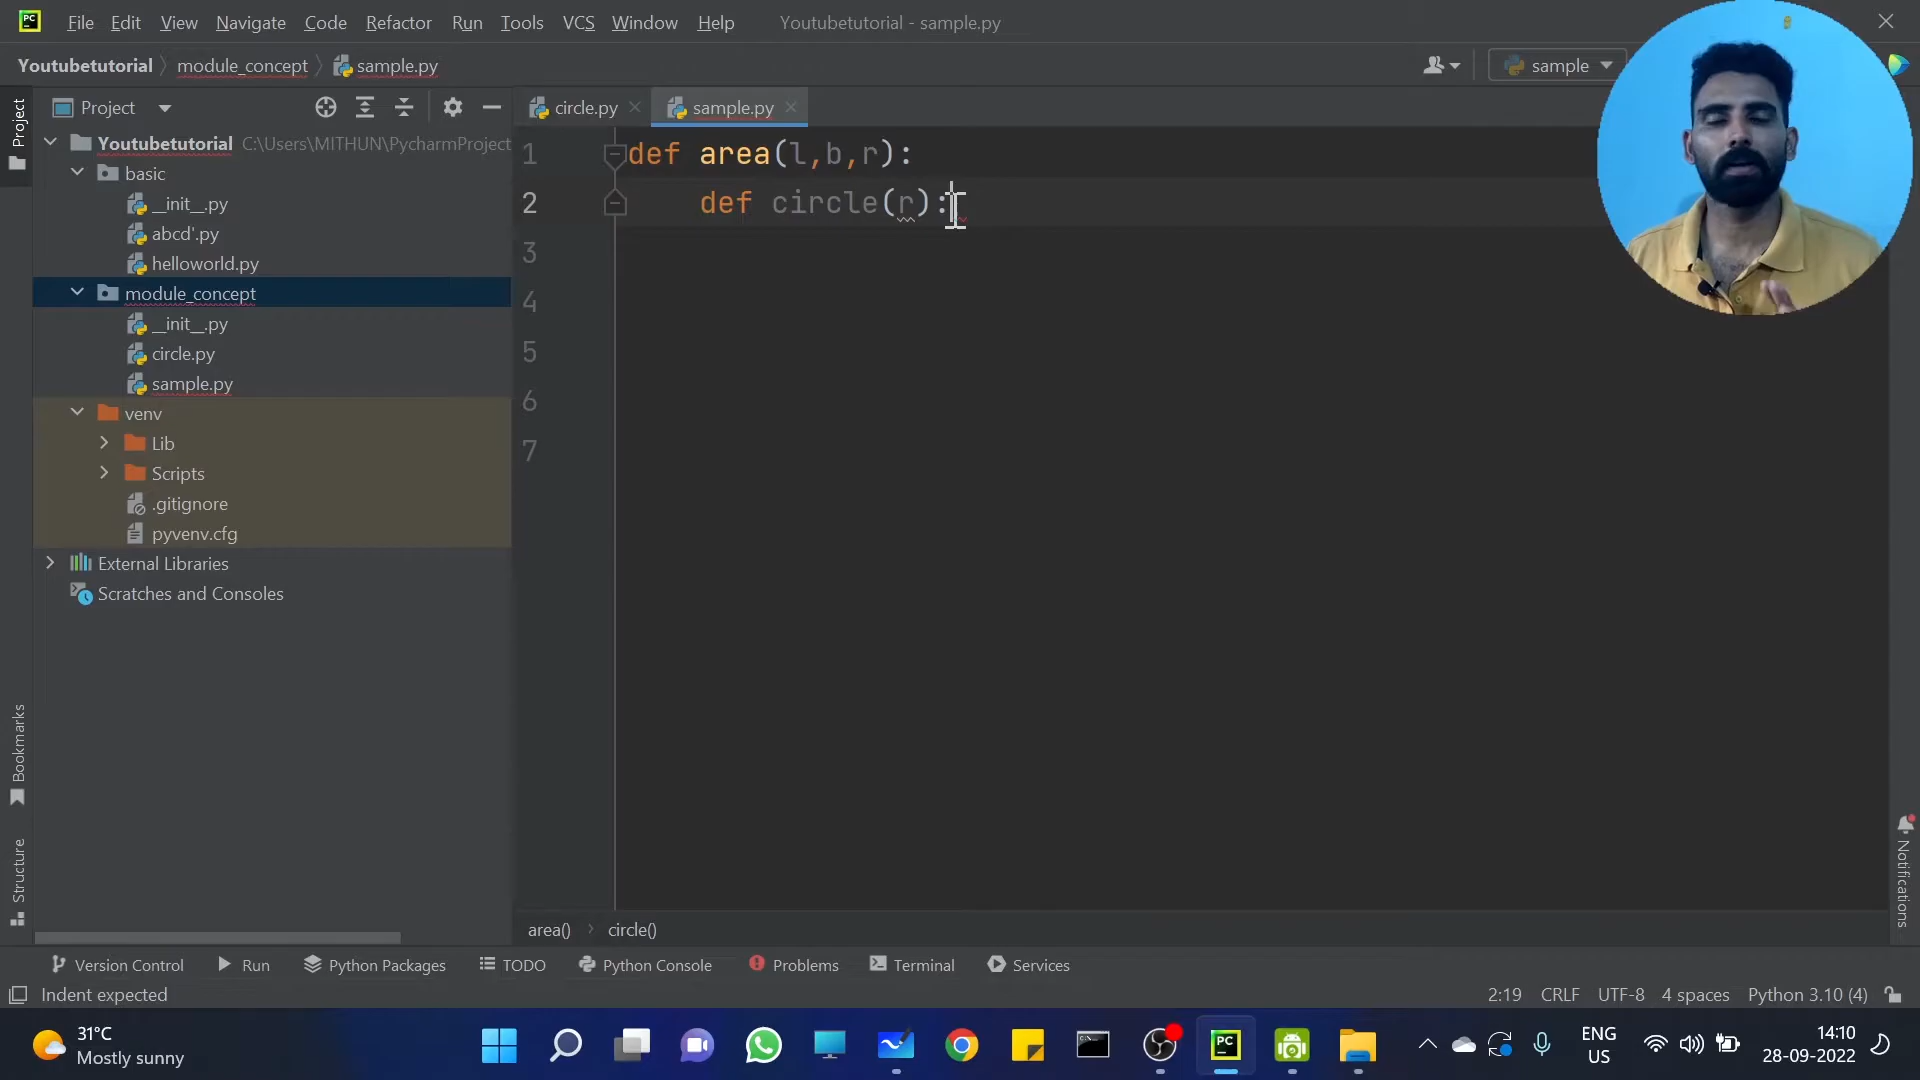 PC File Edit View Navigate Code Refactor Run Tools VCS Window Help Youtubetutorial - sample.py
Youtubetutorial module_concept sample.py sample
Project
Project
circle.py sample.py
Youtubetutorial C:\Users\MITHUN\PycharmProject
basic
__init__.py
abcd'.py
helloworld.py
module_concept
__init__.py
circle.py
sample.py
venv
Lib
Scripts
.gitignore
pyvenv.cfg
External Libraries
Scratches and Consoles
1 def area(l,b,r):
2 def circle(r):
3
4
5
6
7
Bookmarks
Structure
Notifications
area() circle()
Version Control Run Python Packages TODO Python Console Problems Terminal Services
Indent expected 2:19 CRLF UTF-8 4 spaces Python 3.10 (4)
31°C
Mostly sunny
PC
ENG
US
14:10
28-09-2022